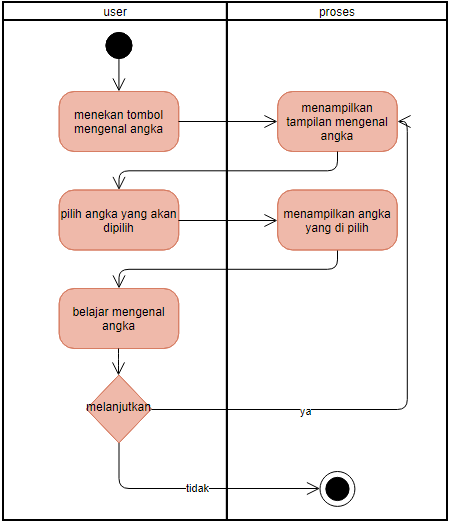 user
proses
menekan tombol
mengenal angka
menampilkan
tampilan mengenal
angka
pilih angka yang akan
dipilih
menampilkan angka
yang di pilih
belajar mengenal
angka
melanjutkan
ya
tidak